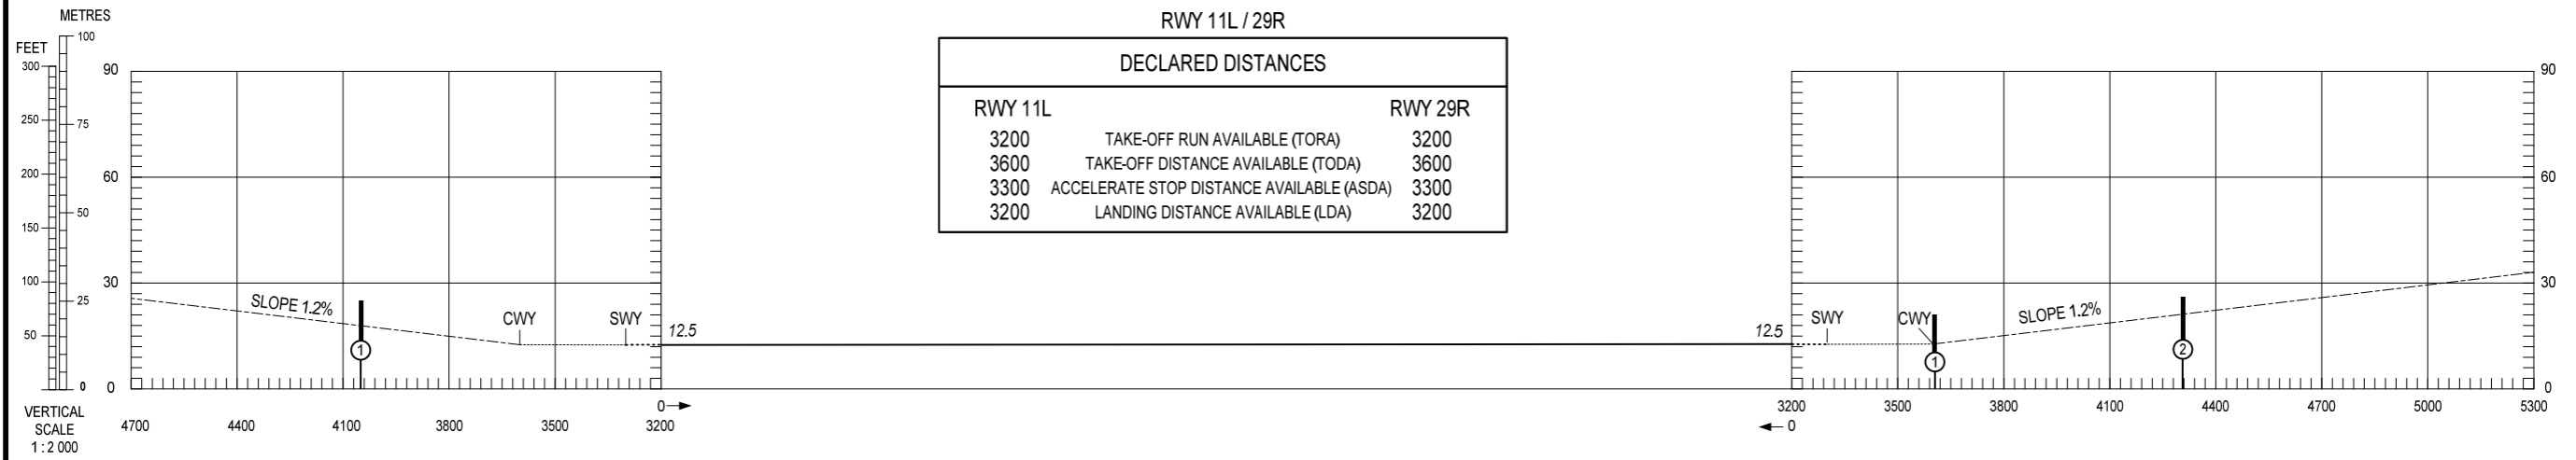 METRES
FEET
100
300
250
75
200
50
150
100
25
50
0
VERTICAL
SCALE
1 : 2 000
90
60
30
0
SLOPE 1.2%
CWY
SWY
12.5
1
0
4700 4400 4100 3800 3500 3200
RWY 11L / 29R
DECLARED DISTANCES
RWY 11L RWY 29R
3200 TAKE-OFF RUN AVAILABLE (TORA) 3200
3600 TAKE-OFF DISTANCE AVAILABLE (TODA) 3600
3300 ACCELERATE STOP DISTANCE AVAILABLE (ASDA) 3300
3200 LANDING DISTANCE AVAILABLE (LDA) 3200
12.5
SWY
CWY
SLOPE 1.2%
1
2
90
60
30
0
3200 3500 3800 4100 4400 4700 5000 5300
0